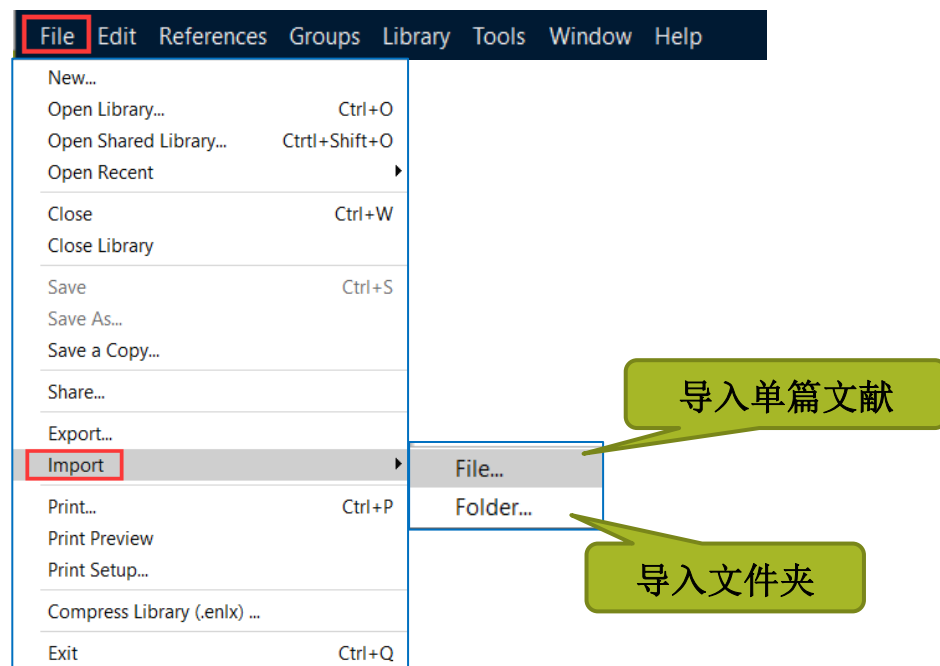 File Edit References Groups Library Tools Window Help
New...
Open Library... Ctrl+O
Open Shared Library... Ctrtl+Shift+O
Open Recent
Close Ctrl+W
Close Library
Save Ctrl+S
Save As...
Save a Copy...
Share...
导入单篇文献
Export...
Import
File...
Folder...
Print... Ctrl+P
Print Preview
Print Setup...
导入文件夹
Compress Library (.enlx) ...
Exit Ctrl+Q